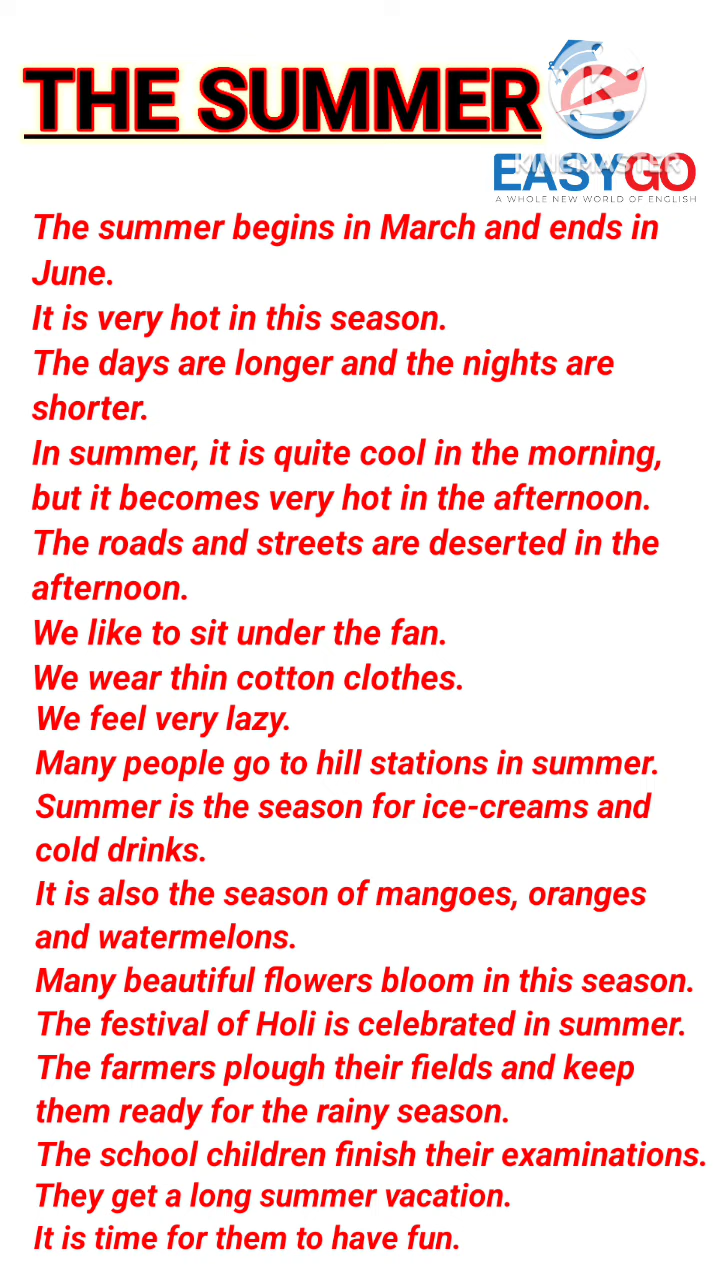 THE SUMMER
KINEMASTER
EASYGO
A WHOLE NEW WORLD OF ENGLISH
The summer begins in March and ends in
June.
It is very hot in this season.
The days are longer and the nights are
shorter.
In summer, it is quite cool in the morning,
but it becomes very hot in the afternoon.
The roads and streets are deserted in the
afternoon.
We like to sit under the fan.
We wear thin cotton clothes.
We feel very lazy.
Many people go to hill stations in summer.
Summer is the season for ice-creams and
cold drinks.
It is also the season of mangoes, oranges
and watermelons.
Many beautiful flowers bloom in this season.
The festival of Holi is celebrated in summer.
The farmers plough their fields and keep
them ready for the rainy season.
The school children finish their examinations.
They get a long summer vacation.
It is time for them to have fun.